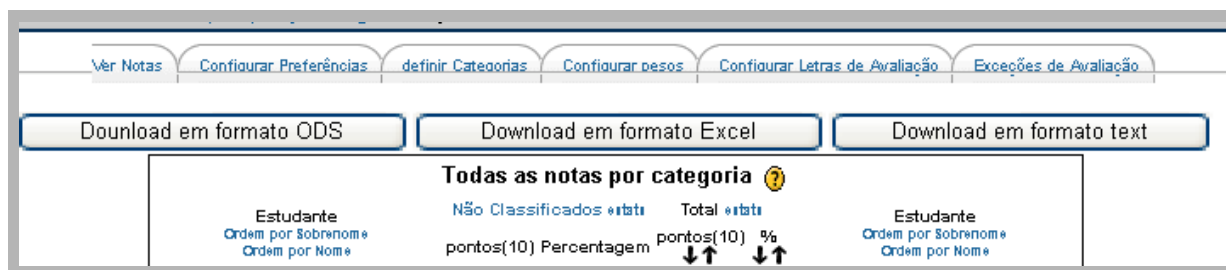 Ver Notas Configurar Preferências definir Categorias Configurar pesos Configurar Letras de Avaliação Exceções de Avaliação
Dounload em formato ODS Download em formato Excel Download em formato text
Todas as notas por categoria ?
Estudante Não Classificados Total Estudante
Ordem por Sobrenome Ordem por Sobrenome
Ordem por Nome pontos(10) Percentagem pontos(10) % Ordem por Nome